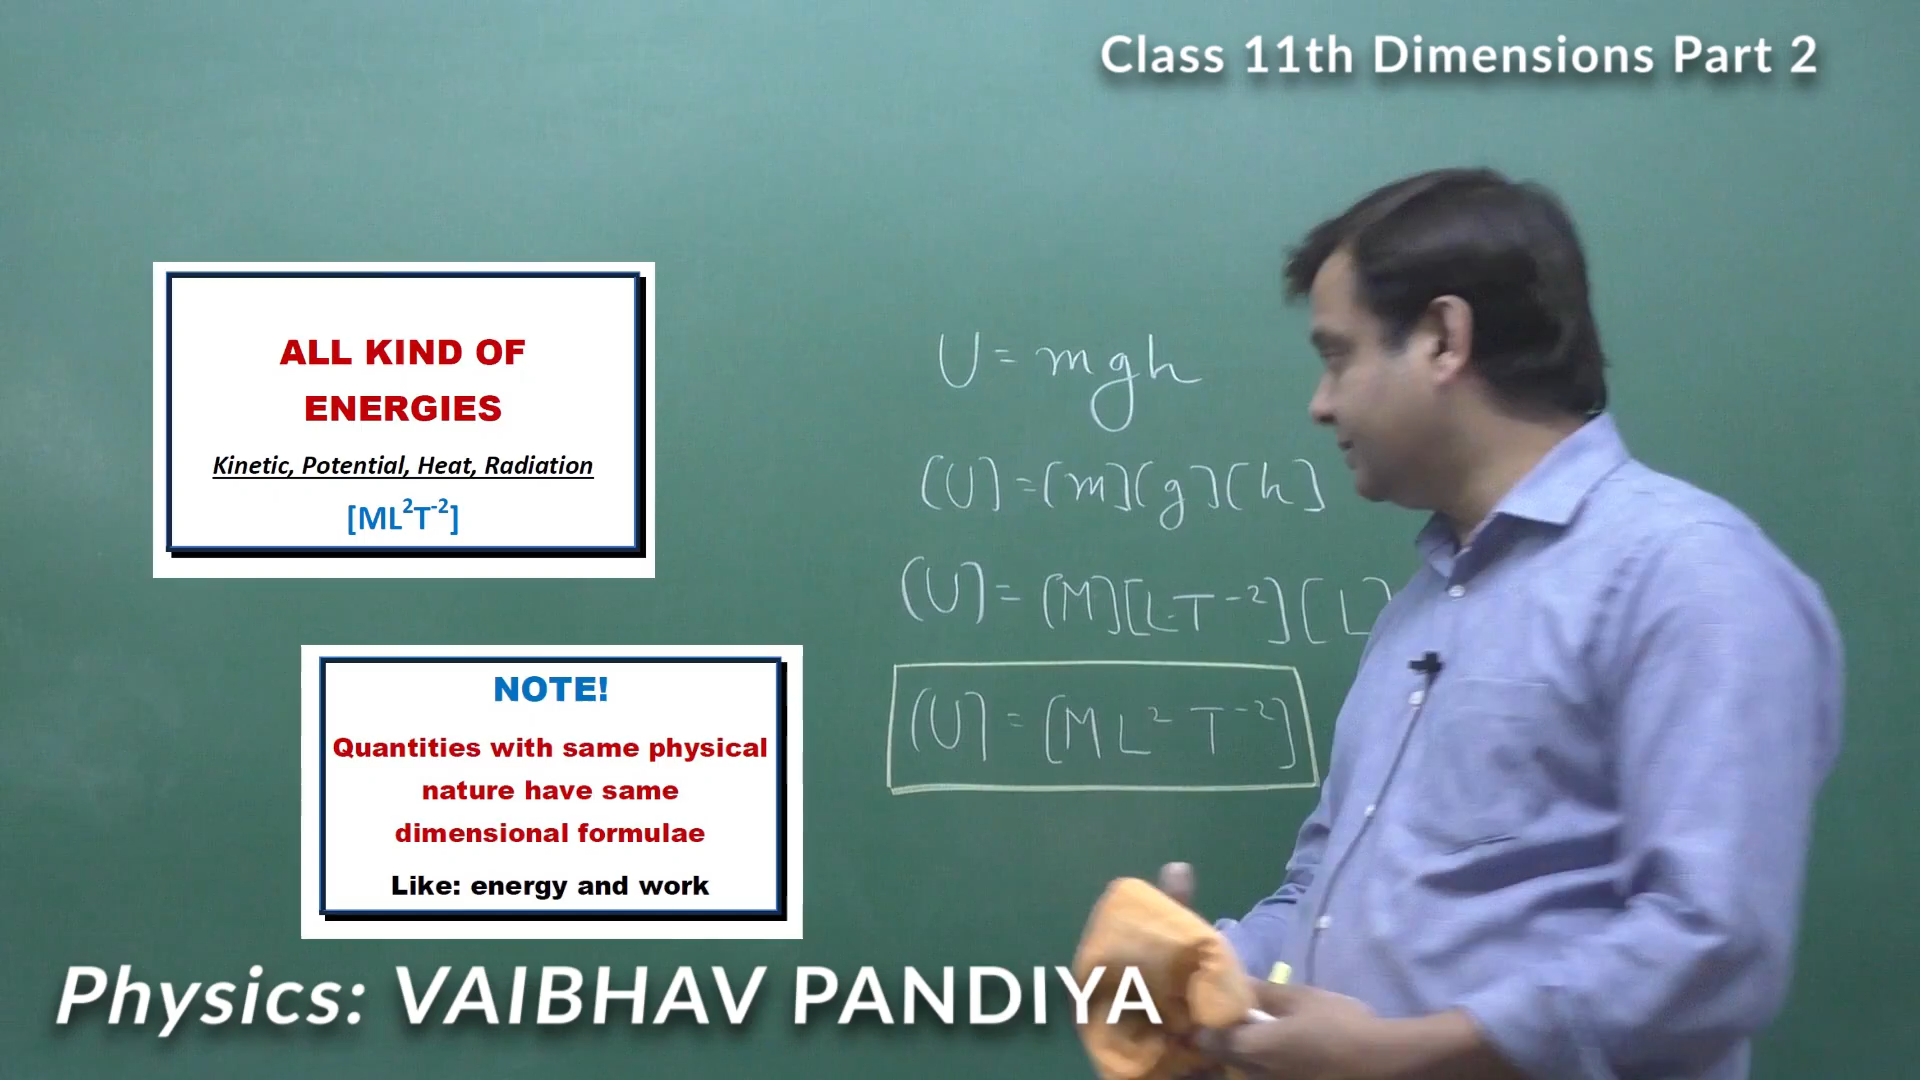 Class 11th Dimensions Part 2
ALL KIND OF
ENERGIES
Kinetic, Potential, Heat, Radiation
[ML²T⁻²]
NOTE!
Quantities with same physical
nature have same
dimensional formulae
Like: energy and work
U = mgh
[U] = [m][g][h]
[U] = [M][LT⁻²][L]
[U] = [ML² T⁻²]
Physics: VAIBHAV PANDIYA